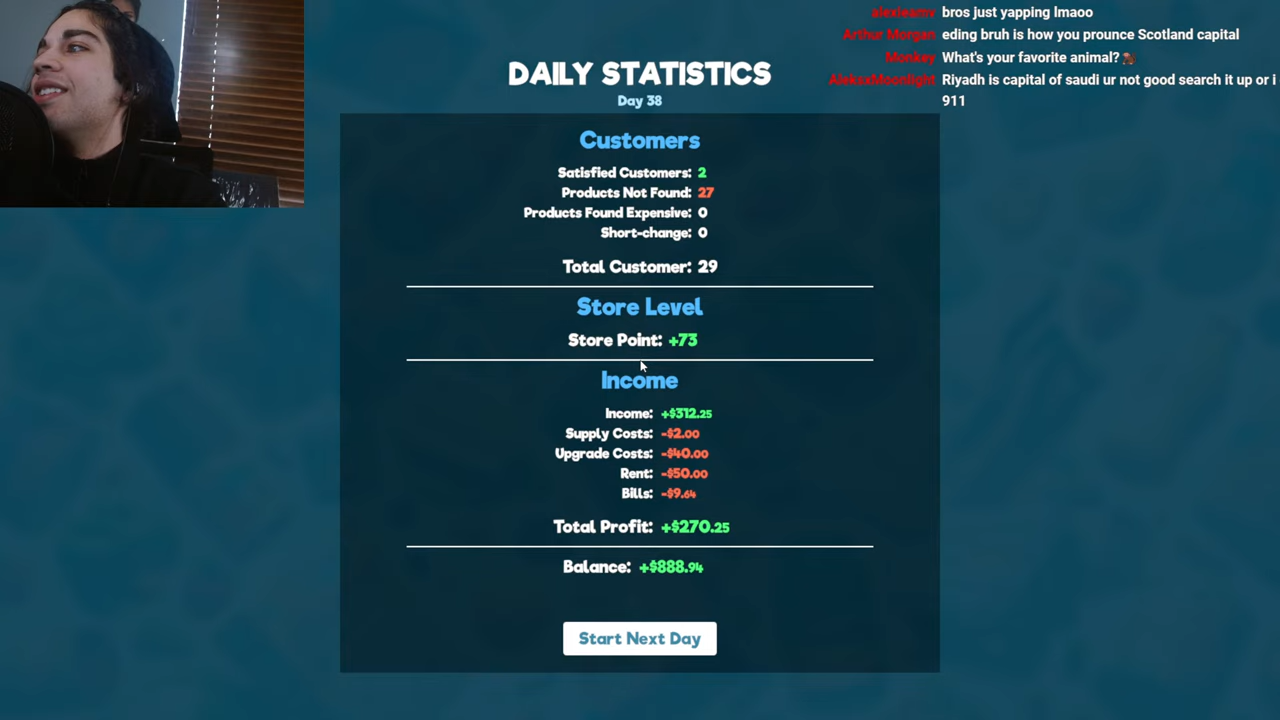 alexleamv bros just yapping lmaoo
Arthur Morgan eding bruh is how you prounce Scotland capital
Monkey What's your favorite animal?
AleksxMoonlight Riyadh is capital of saudi ur not good search it up or i
911
DAILY STATISTICS
Day 38
Customers
Satisfied Customers: 2
Products Not Found: 27
Products Found Expensive: 0
Short-change: 0
Total Customer: 29
Store Level
Store Point: +73
Income
Income: +$312.25
Supply Costs: -$2.00
Upgrade Costs: -$40.00
Rent: -$50.00
Bills: -$9.64
Total Profit: +$270.25
Balance: +$888.94
Start Next Day